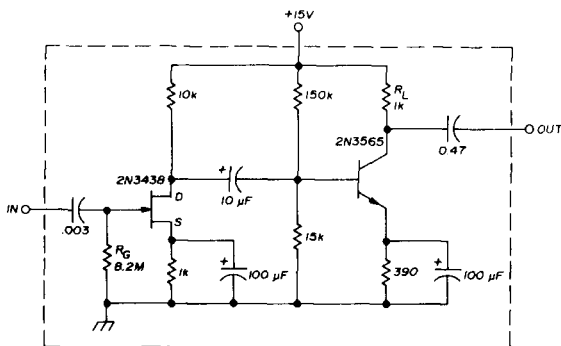 +15V
10k
150k
R_L
1k
2N3565
OUT
0.47
2N3438
D
+
10 µF
IN
S
.003
R_G
8.2M
1k
+
100 µF
15k
390
+
100 µF